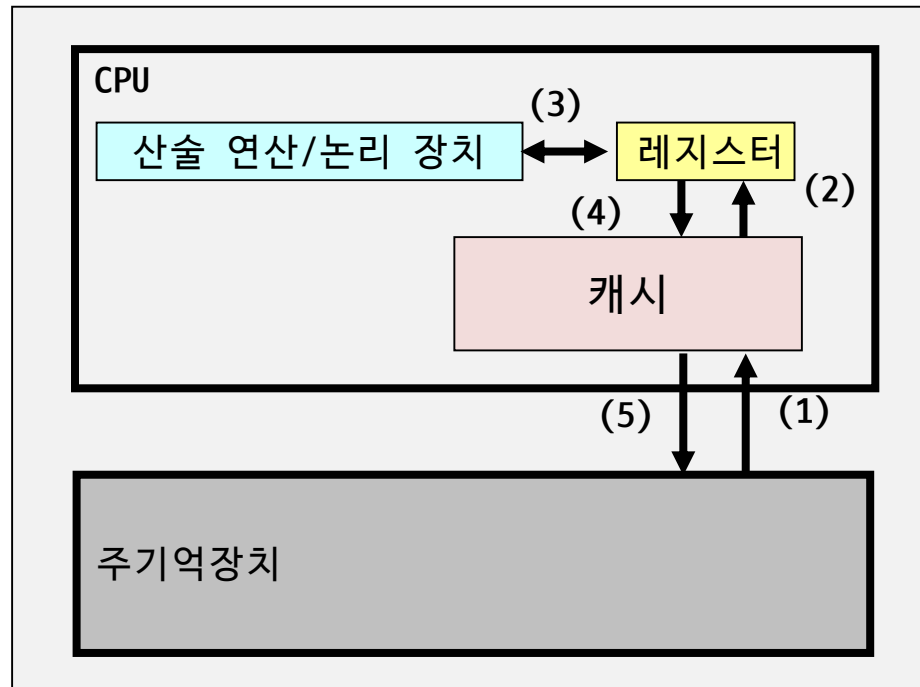 CPU
(3)
산술 연산/논리 장치
레지스터
(2)
(4)
캐시
(5)
(1)
주기억장치